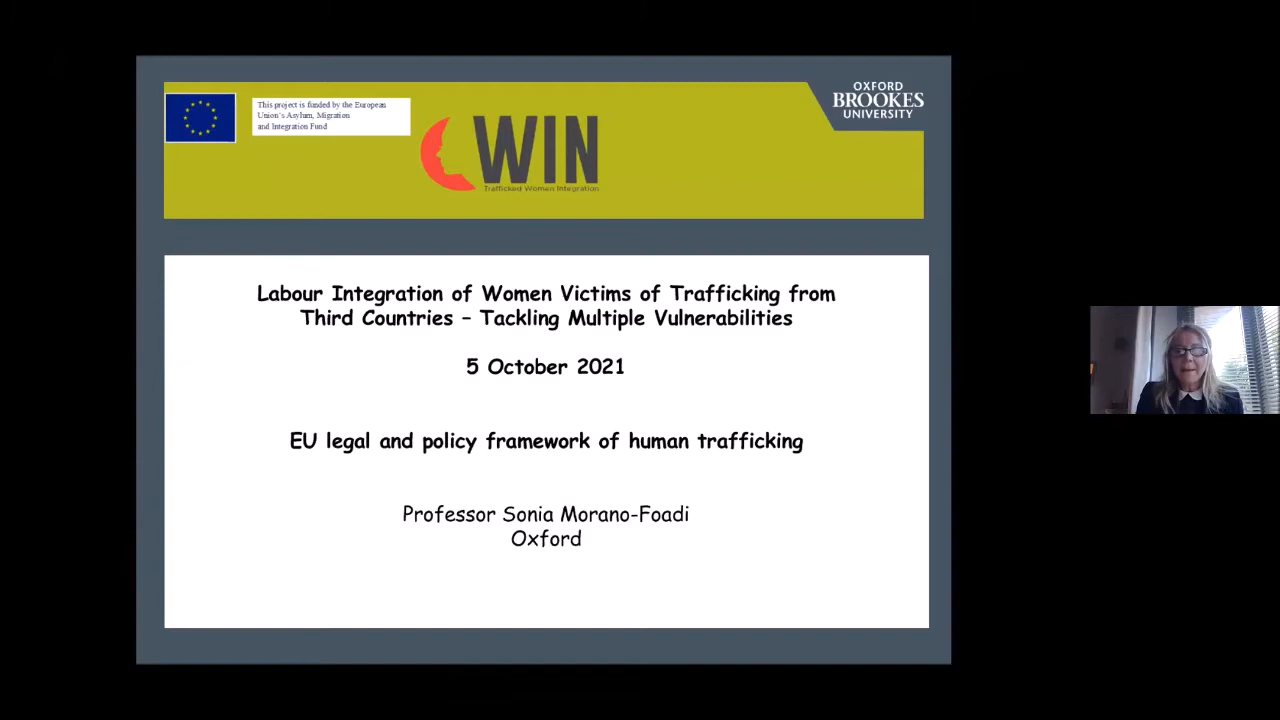 This project is funded by the European
Union's Asylum, Migration
and Integration Fund
WIN
Trafficked Women Integration
OXFORD
BROOKES
UNIVERSITY
Labour Integration of Women Victims of Trafficking from
Third Countries – Tackling Multiple Vulnerabilities
5 October 2021
EU legal and policy framework of human trafficking
Professor Sonia Morano-Foadi
Oxford